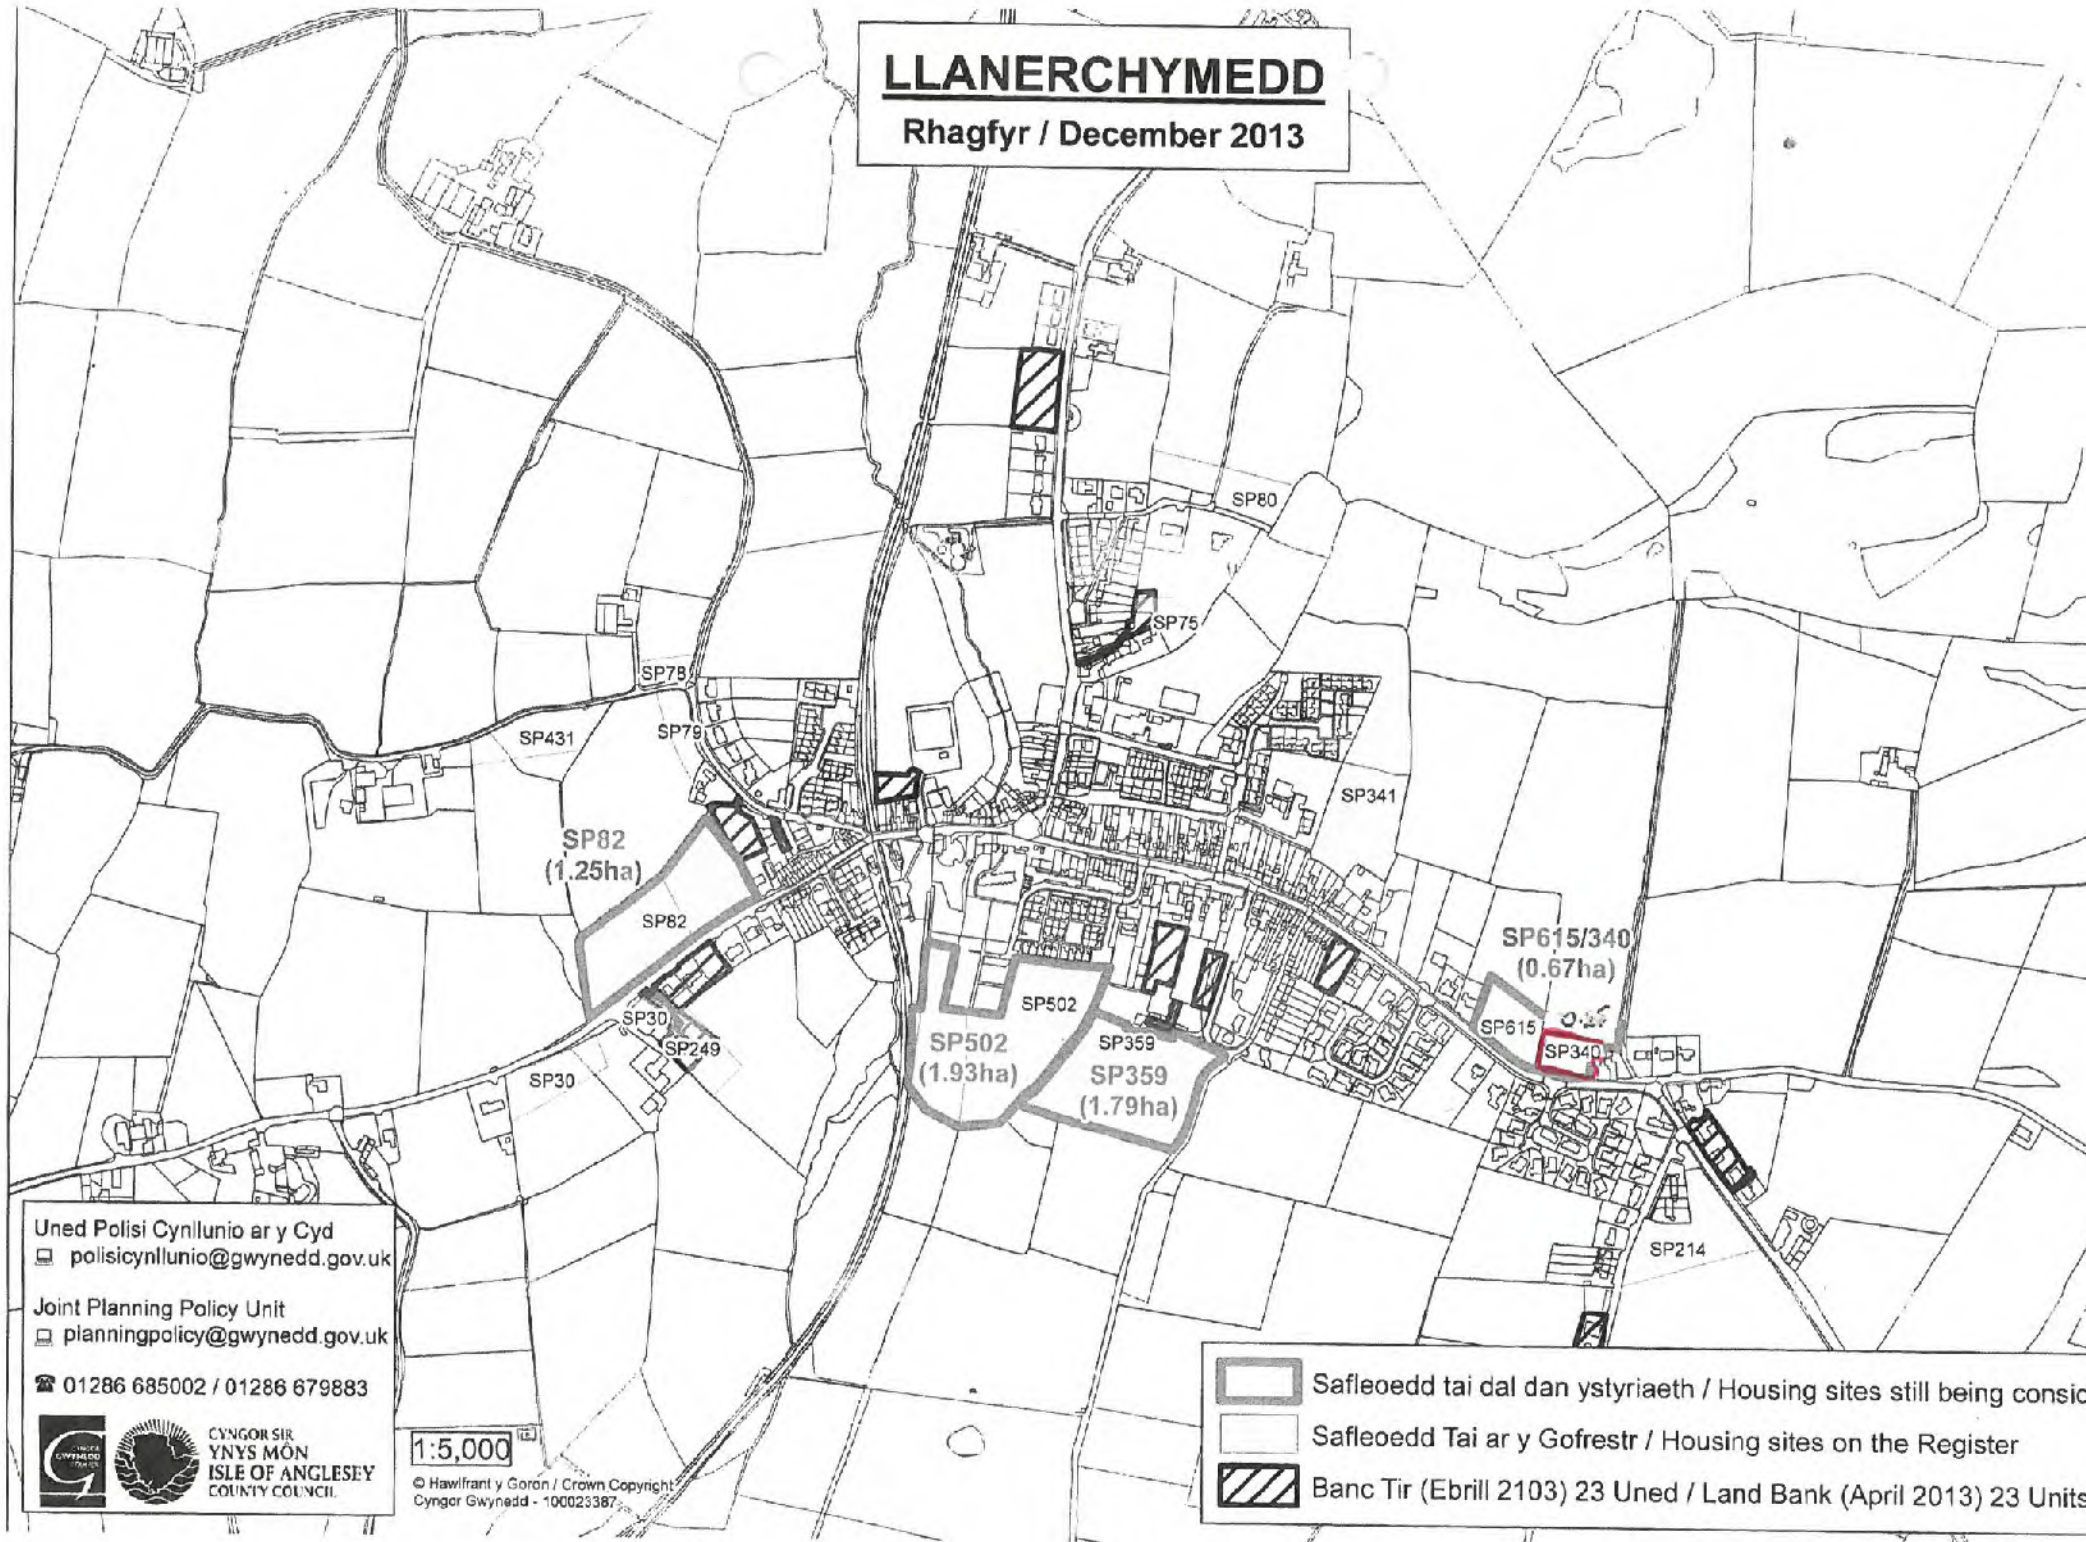 LLANERCHYMEDD
Rhagfyr / December 2013
SP80
SP75
SP78
SP79
SP431
SP341
SP82
(1.25ha)
SP82
SP615/340
(0.67ha)
SP615
SP340
SP502
SP502
(1.93ha)
SP359
SP359
(1.79ha)
SP30
SP249
SP30
SP214
Uned Polisi Cynllunio ar y Cyd
polisicynllunio@gwynedd.gov.uk
Joint Planning Policy Unit
planningpolicy@gwynedd.gov.uk
01286 685002 / 01286 679883
CYNGOR
GWYNEDD
COUNCIL
CYNGOR SIR
YNYS MÔN
ISLE OF ANGLESEY
COUNTY COUNCIL
1:5,000
© Hawlfraint y Goron / Crown Copyright
Cyngor Gwynedd - 100023387
Safleoedd tai dal dan ystyriaeth / Housing sites still being consid
Safleoedd Tai ar y Gofrestr / Housing sites on the Register
Banc Tir (Ebrill 2103) 23 Uned / Land Bank (April 2013) 23 Units